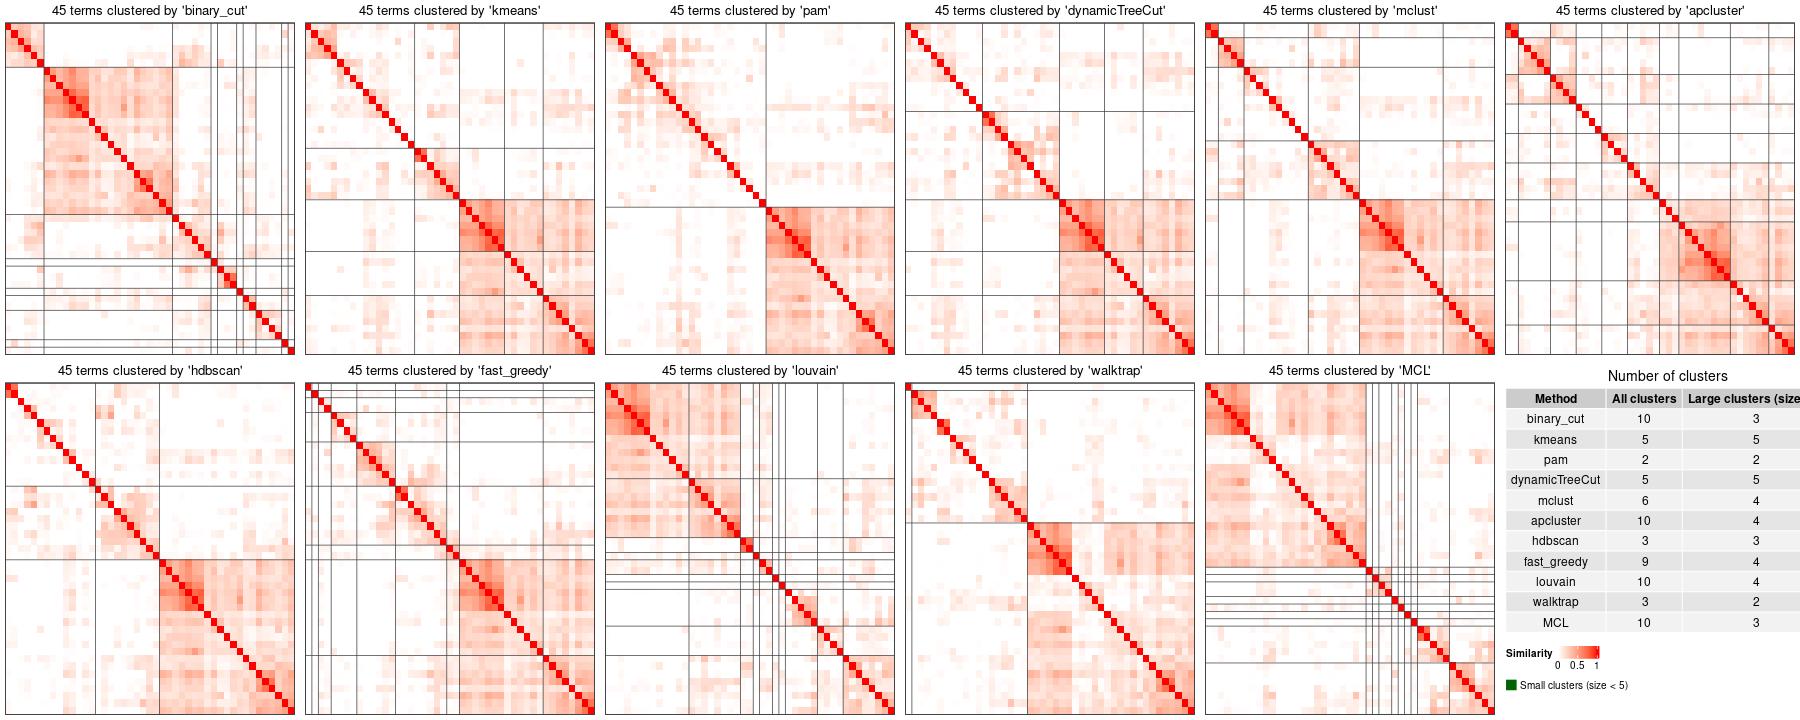 45 terms clustered by 'binary_cut'
45 terms clustered by 'kmeans'
45 terms clustered by 'pam'
45 terms clustered by 'dynamicTreeCut'
45 terms clustered by 'mclust'
45 terms clustered by 'apcluster'
45 terms clustered by 'hdbscan'
45 terms clustered by 'fast_greedy'
45 terms clustered by 'louvain'
45 terms clustered by 'walktrap'
45 terms clustered by 'MCL'
Number of clusters
Method All clusters Large clusters (size
binary_cut 10 3
kmeans 5 5
pam 2 2
dynamicTreeCut 5 5
mclust 6 4
apcluster 10 4
hdbscan 3 3
fast_greedy 9 4
louvain 10 4
walktrap 3 2
MCL 10 3
Similarity
0 0.5 1
Small clusters (size < 5)